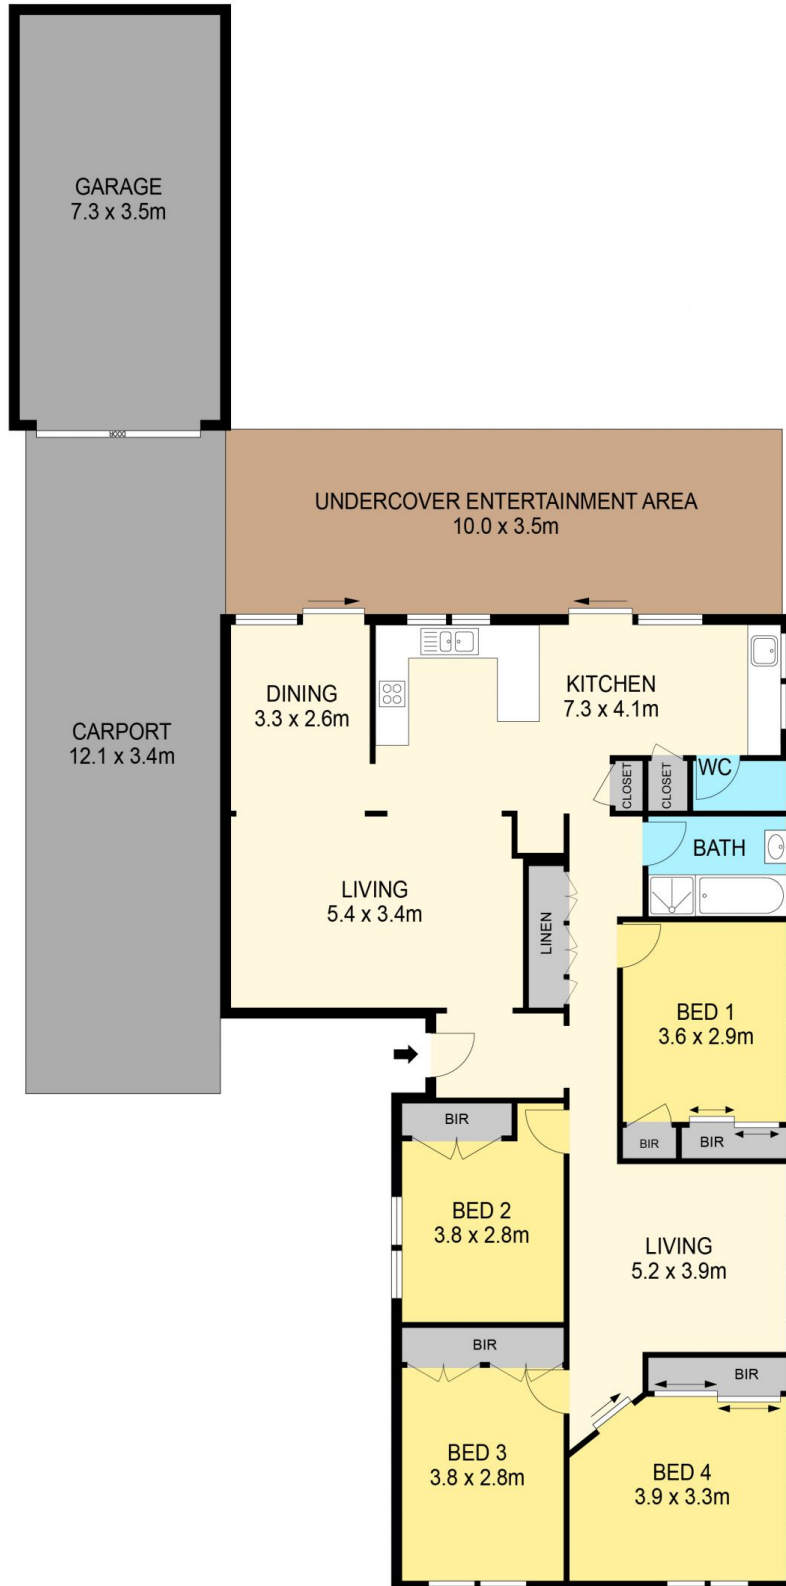 GARAGE
7.3 x 3.5m
DOOR
UNDERCOVER ENTERTAINMENT AREA
10.0 x 3.5m
DINING
3.3 x 2.6m
KITCHEN
7.3 x 4.1m
CARPORT
12.1 x 3.4m
CLOSET
CLOSET
WC
BATH
LIVING
5.4 x 3.4m
LINEN
BED 1
3.6 x 2.9m
BIR
BIR
BIR
BED 2
3.8 x 2.8m
LIVING
5.2 x 3.9m
BIR
BIR
BED 3
3.8 x 2.8m
BED 4
3.9 x 3.3m